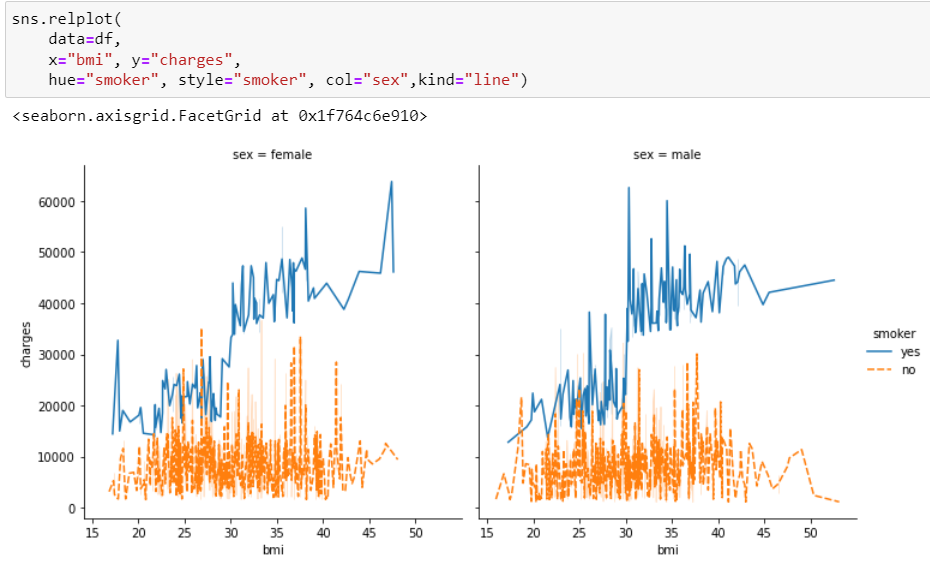 sns.relplot(
    data=df,
    x="bmi", y="charges",
    hue="smoker", style="smoker", col="sex",kind="line")
<seaborn.axisgrid.FacetGrid at 0x1f764c6e910>
sex = female
sex = male
60000
50000
40000
30000
20000
10000
0
charges
15 20 25 30 35 40 45 50
bmi
15 20 25 30 35 40 45 50
bmi
smoker
yes
no